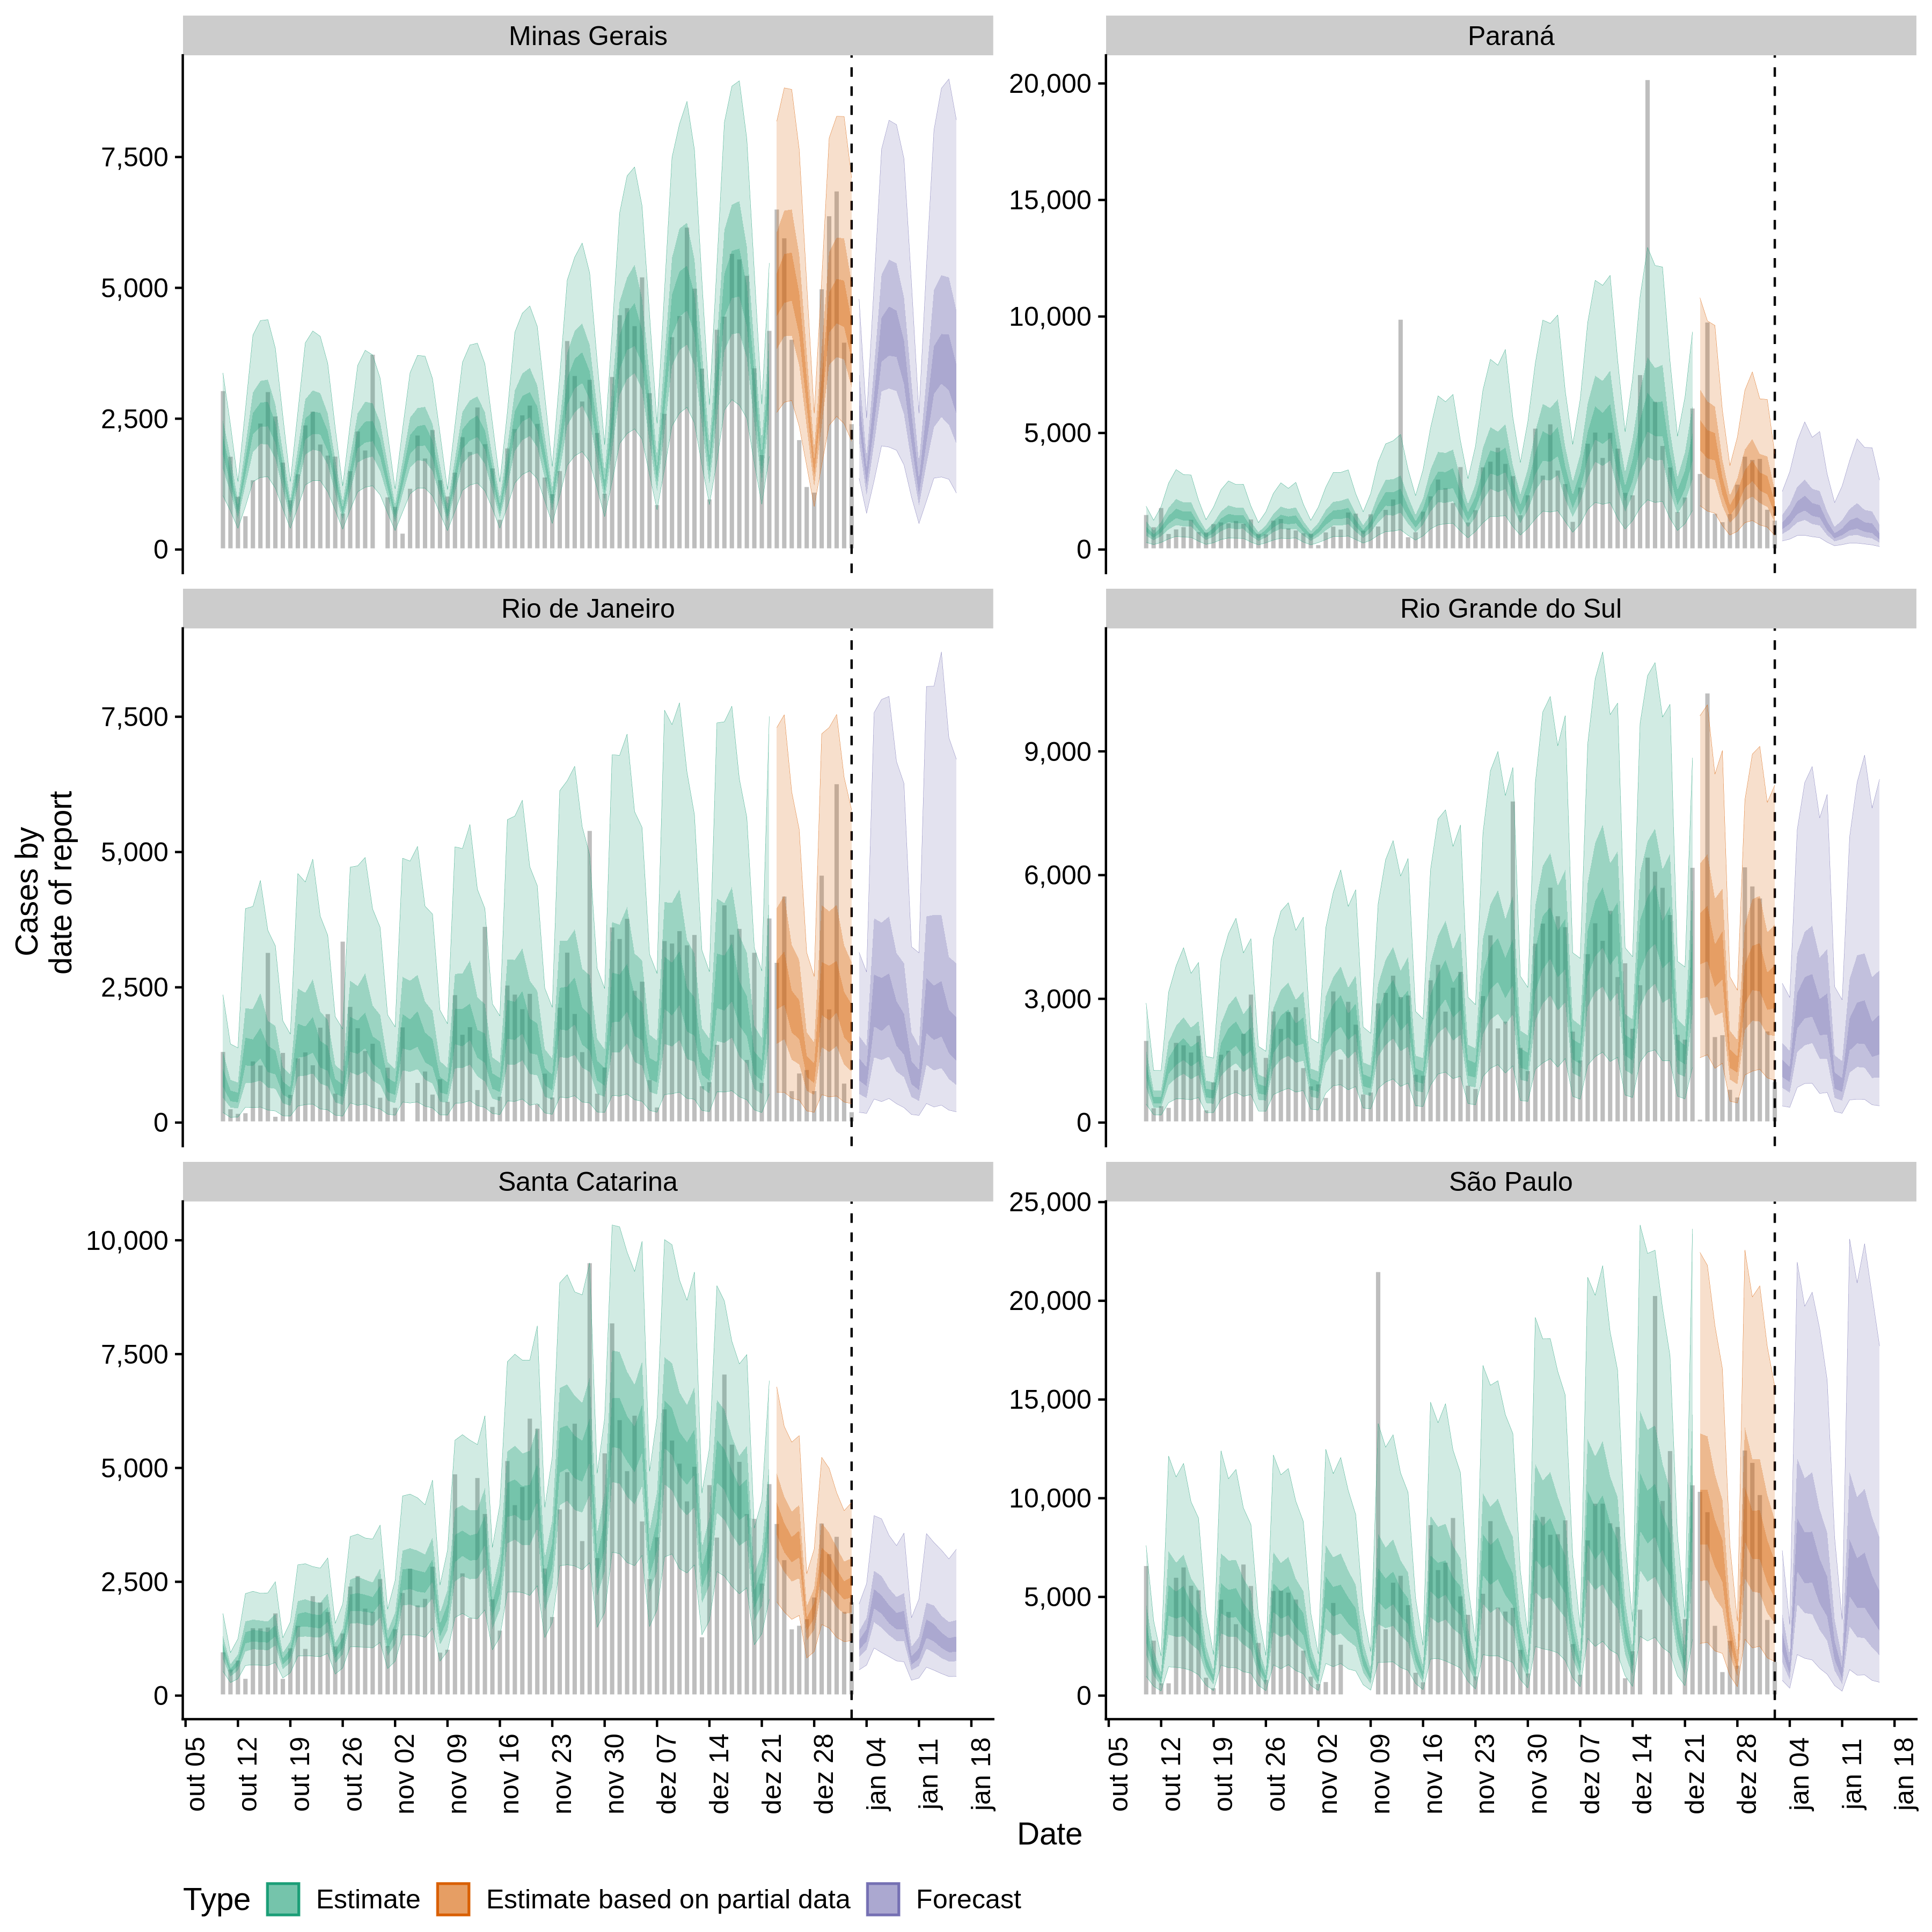 Minas Gerais
Paraná
7,500
5,000
2,500
0
20,000
15,000
10,000
5,000
0
Rio de Janeiro
Rio Grande do Sul
7,500
5,000
2,500
0
9,000
6,000
3,000
0
Cases by
date of report
Santa Catarina
São Paulo
10,000
7,500
5,000
2,500
0
25,000
20,000
15,000
10,000
5,000
0
out 05
out 12
out 19
out 26
nov 02
nov 09
nov 16
nov 23
nov 30
dez 07
dez 14
dez 21
dez 28
jan 04
jan 11
jan 18
out 05
out 12
out 19
out 26
nov 02
nov 09
nov 16
nov 23
nov 30
dez 07
dez 14
dez 21
dez 28
jan 04
jan 11
jan 18
Date
Type Estimate Estimate based on partial data Forecast